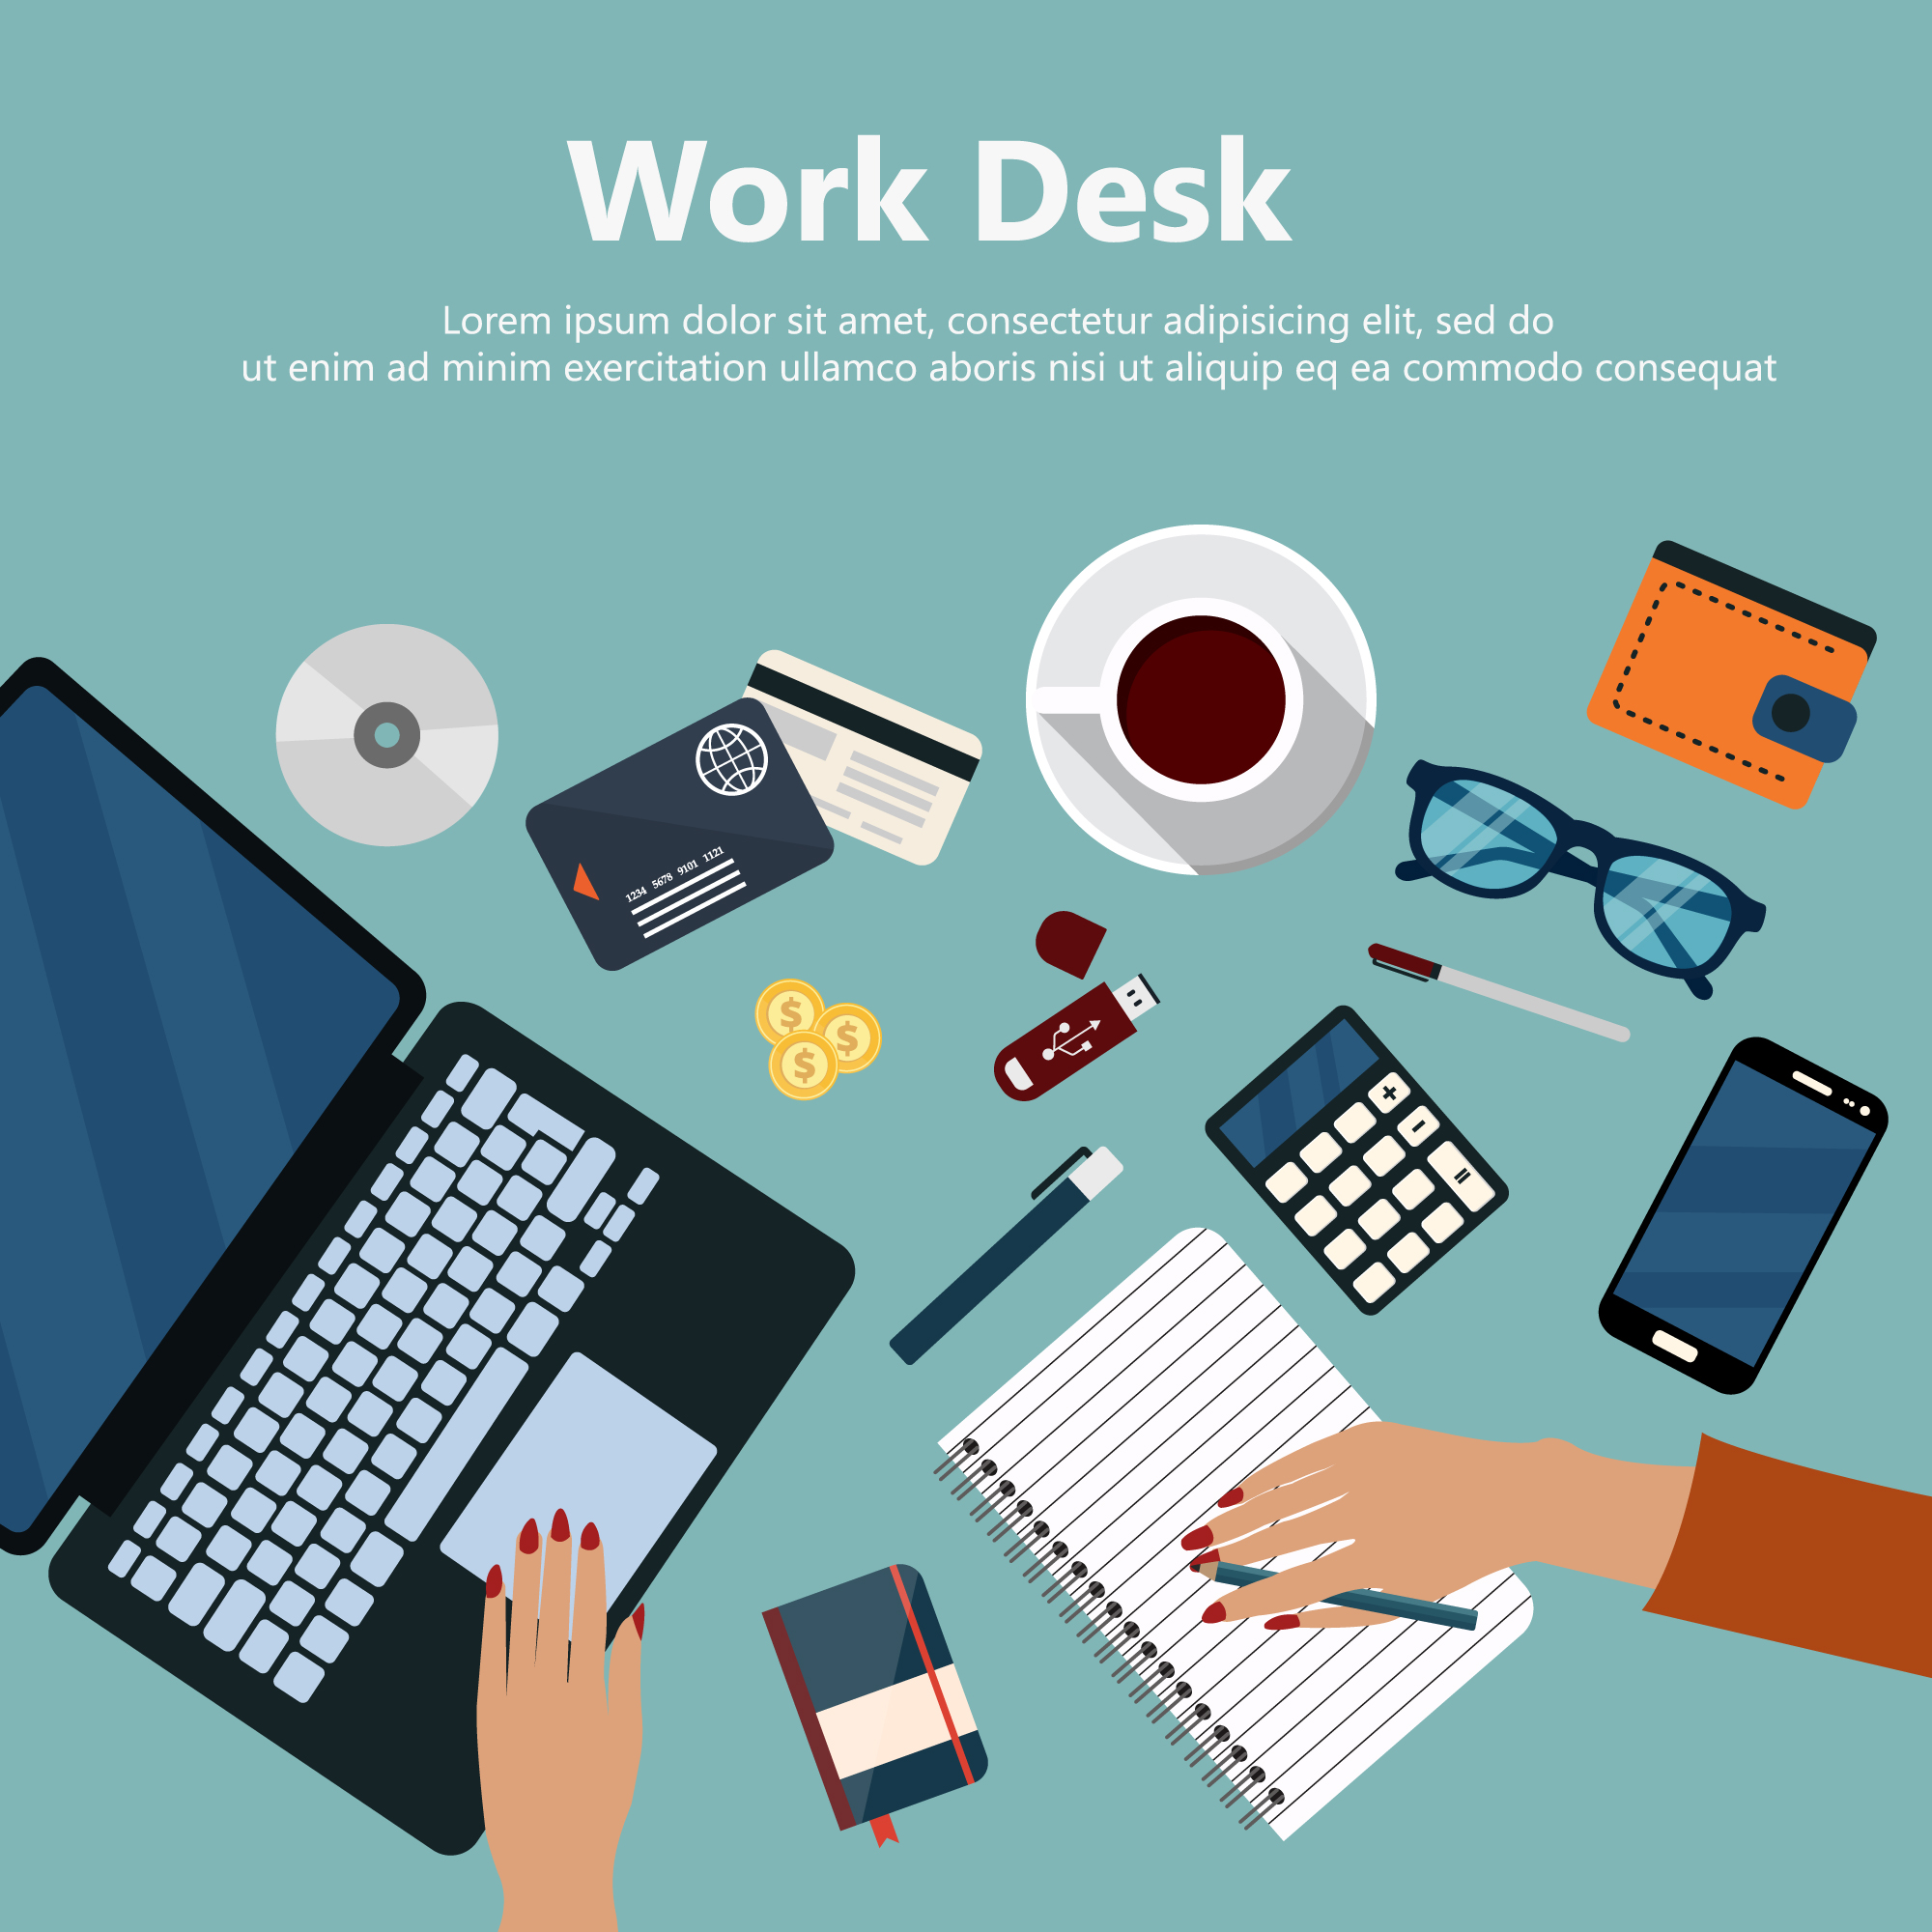 Work Desk
Lorem ipsum dolor sit amet, consectetur adipisicing elit, sed do
ut enim ad minim exercitation ullamco aboris nisi ut aliquip eq ea commodo consequat
1234 5678 9101 1121
$ $
$
+
−
=